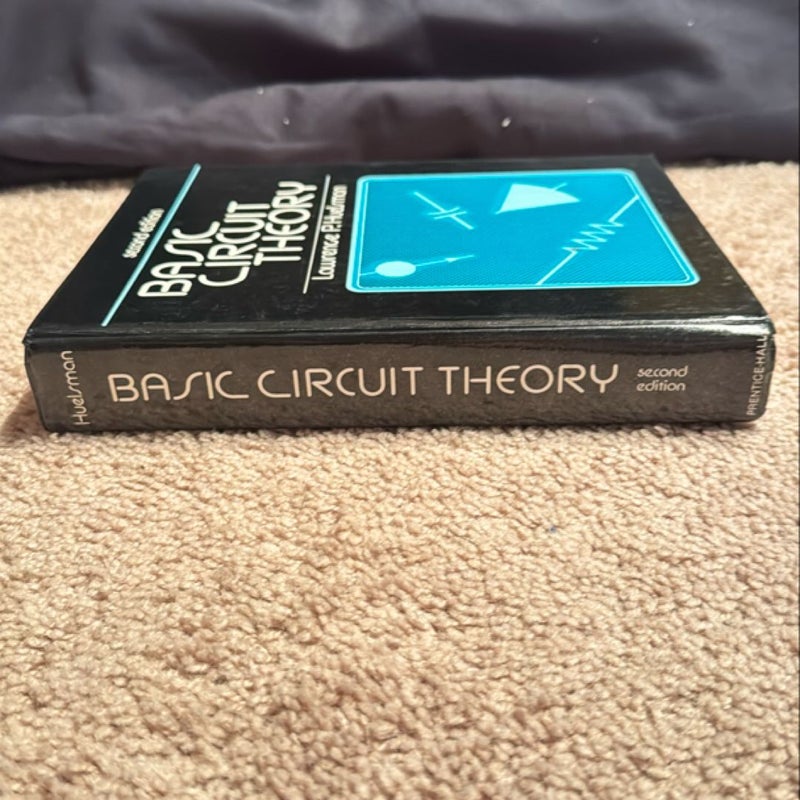 second edition
BASIC
CIRCUIT
THEORY
Lawrence P. Huelsman
Huelsman
BASIC CIRCUIT THEORY
second
edition
PRENTICE-HALL